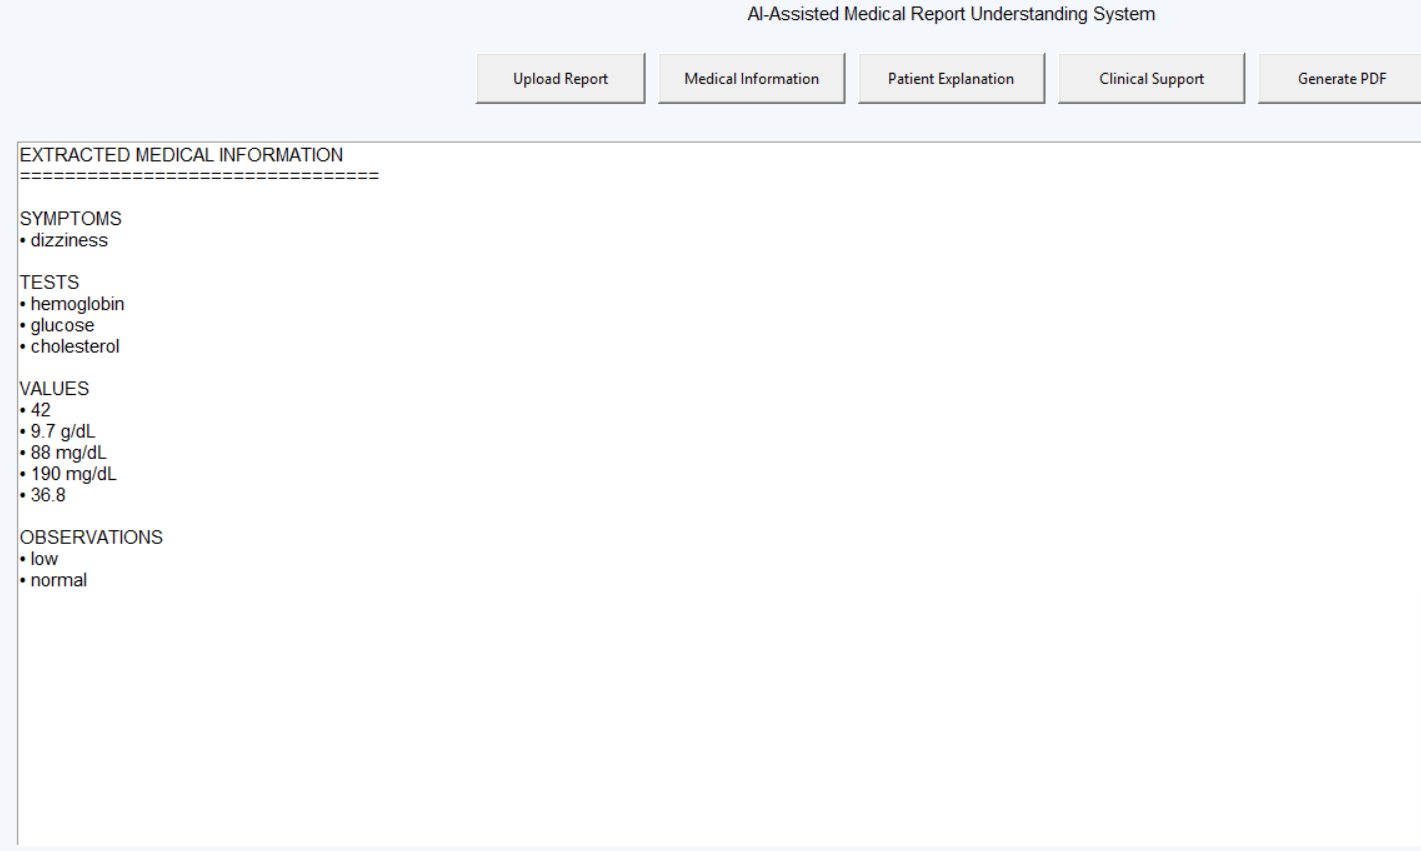 AI-Assisted Medical Report Understanding System
Upload Report Medical Information Patient Explanation Clinical Support Generate PDF
EXTRACTED MEDICAL INFORMATION
================================
SYMPTOMS
• dizziness
TESTS
• hemoglobin
• glucose
• cholesterol
VALUES
• 42
• 9.7 g/dL
• 88 mg/dL
• 190 mg/dL
• 36.8
OBSERVATIONS
• low
• normal